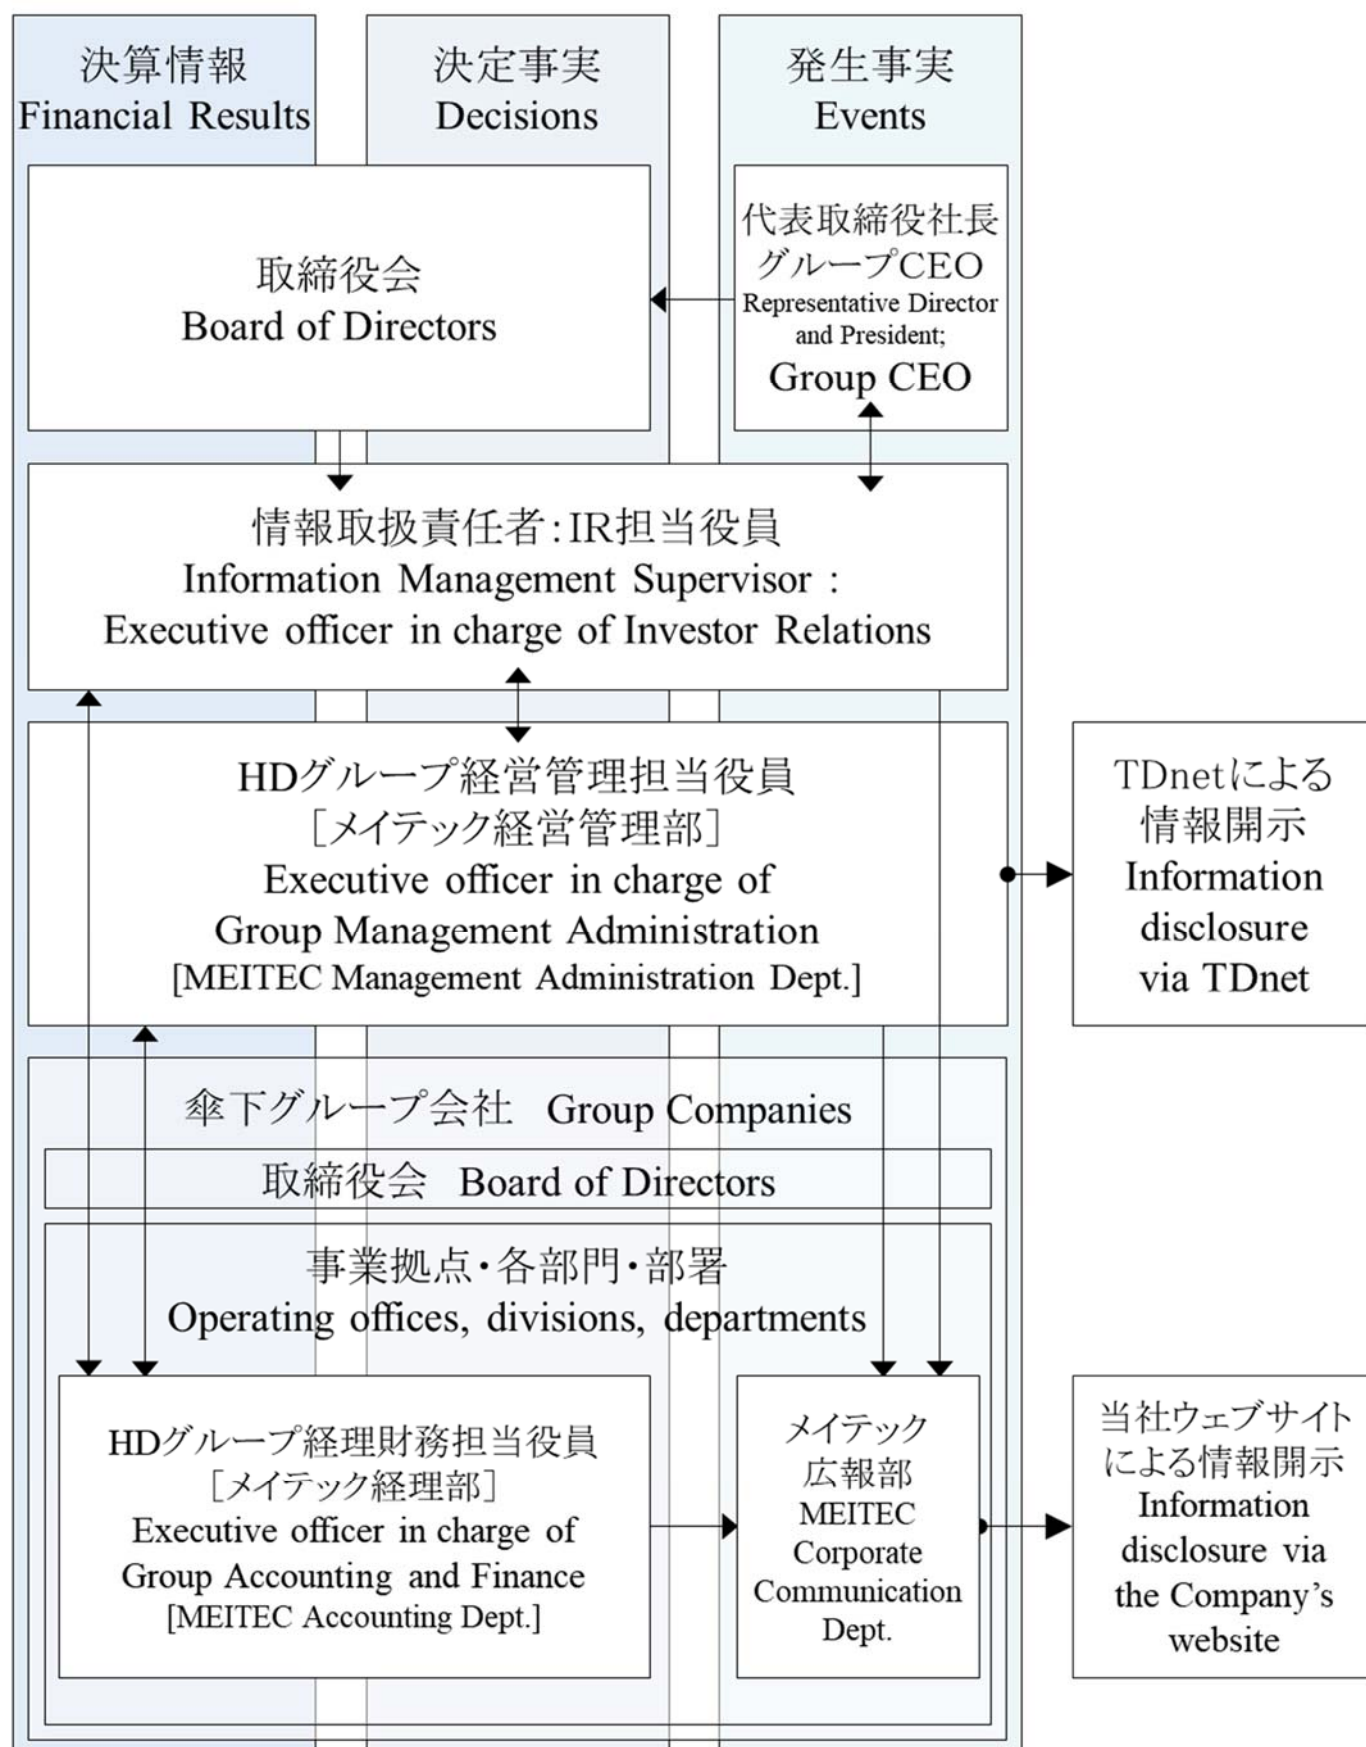 決算情報
Financial Results
決定事実
Decisions
発生事実
Events
取締役会
Board of Directors
代表取締役社長
グループCEO
Representative Director
and President;
Group CEO
情報取扱責任者：IR担当役員
Information Management Supervisor :
Executive officer in charge of Investor Relations
HDグループ経営管理担当役員
［メイテック経営管理部］
Executive officer in charge of
Group Management Administration
[MEITEC Management Administration Dept.]
TDnetによる
情報開示
Information
disclosure
via TDnet
傘下グループ会社 Group Companies
取締役会 Board of Directors
事業拠点・各部門・部署
Operating offices, divisions, departments
HDグループ経理財務担当役員
［メイテック経理部］
Executive officer in charge of
Group Accounting and Finance
[MEITEC Accounting Dept.]
メイテック
広報部
MEITEC
Corporate
Communication
Dept.
当社ウェブサイト
による情報開示
Information
disclosure via
the Company's
website